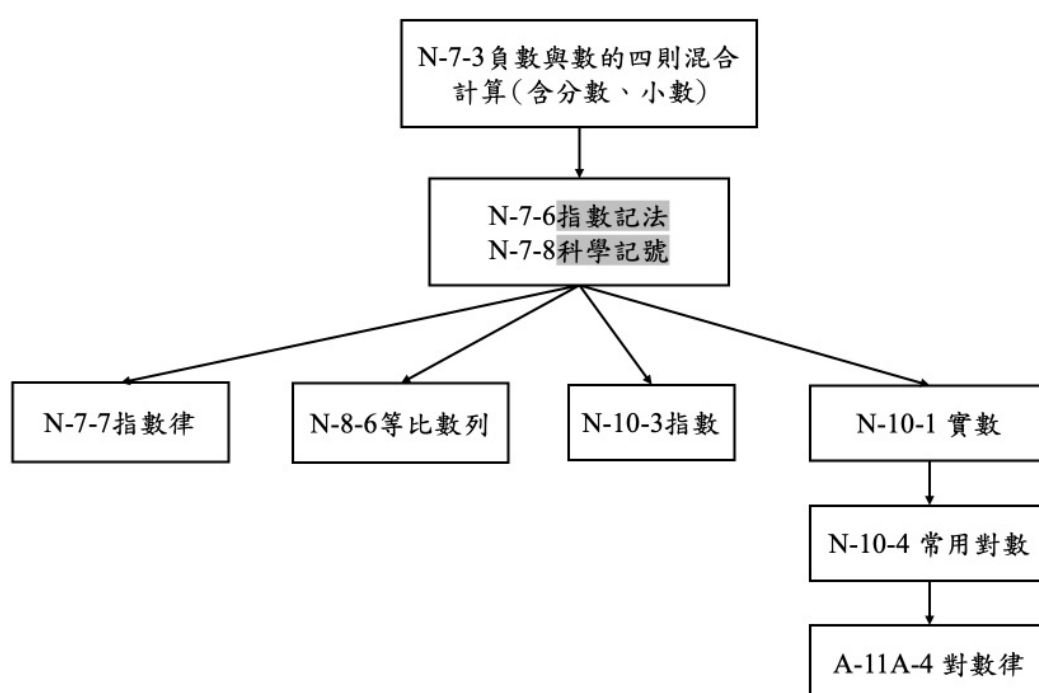 N-7-3負數與數的四則混合
計算(含分數、小數)
N-7-6指數記法
N-7-8科學記號
N-7-7指數律
N-8-6等比數列
N-10-3指數
N-10-1 實數
N-10-4 常用對數
A-11A-4 對數律